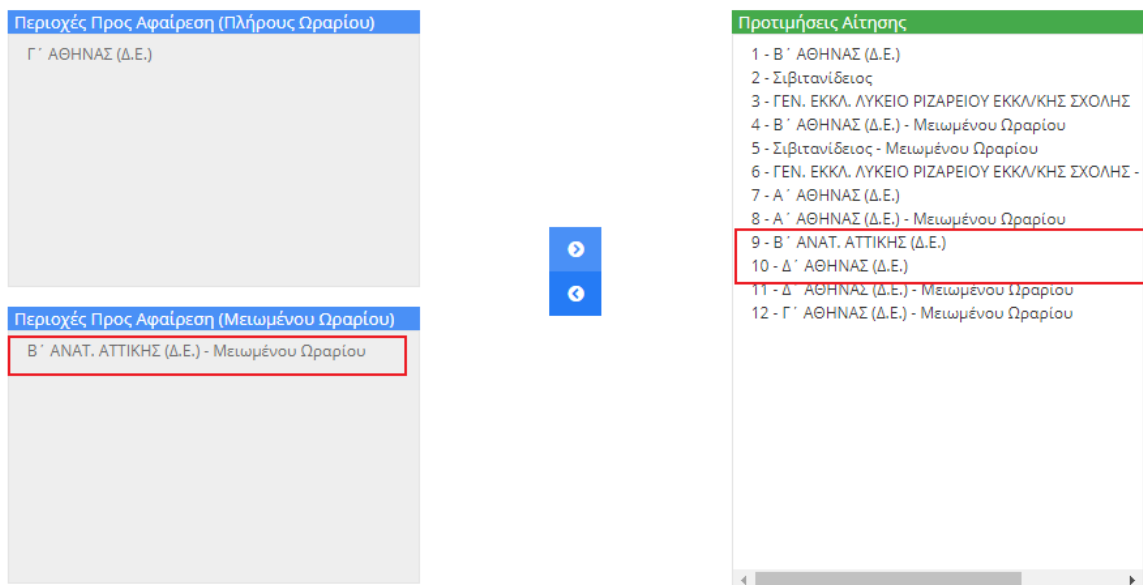 Περιοχές Προς Αφαίρεση (Πλήρους Ωραρίου)
Γ΄ ΑΘΗΝΑΣ (Δ.Ε.)
Περιοχές Προς Αφαίρεση (Μειωμένου Ωραρίου)
Β΄ ΑΝΑΤ. ΑΤΤΙΚΗΣ (Δ.Ε.) - Μειωμένου Ωραρίου
Προτιμήσεις Αίτησης
1 - Β΄ ΑΘΗΝΑΣ (Δ.Ε.)
2 - Σιβιτανίδειος
3 - ΓΕΝ. ΕΚΚΛ. ΛΥΚΕΙΟ ΡΙΖΑΡΕΙΟΥ ΕΚΚΛ/ΚΗΣ ΣΧΟΛΗΣ
4 - Β΄ ΑΘΗΝΑΣ (Δ.Ε.) - Μειωμένου Ωραρίου
5 - Σιβιτανίδειος - Μειωμένου Ωραρίου
6 - ΓΕΝ. ΕΚΚΛ. ΛΥΚΕΙΟ ΡΙΖΑΡΕΙΟΥ ΕΚΚΛ/ΚΗΣ ΣΧΟΛΗΣ -
7 - Α΄ ΑΘΗΝΑΣ (Δ.Ε.)
8 - Α΄ ΑΘΗΝΑΣ (Δ.Ε.) - Μειωμένου Ωραρίου
9 - Β΄ ΑΝΑΤ. ΑΤΤΙΚΗΣ (Δ.Ε.)
10 - Δ΄ ΑΘΗΝΑΣ (Δ.Ε.)
11 - Δ΄ ΑΘΗΝΑΣ (Δ.Ε.) - Μειωμένου Ωραρίου
12 - Γ΄ ΑΘΗΝΑΣ (Δ.Ε.) - Μειωμένου Ωραρίου